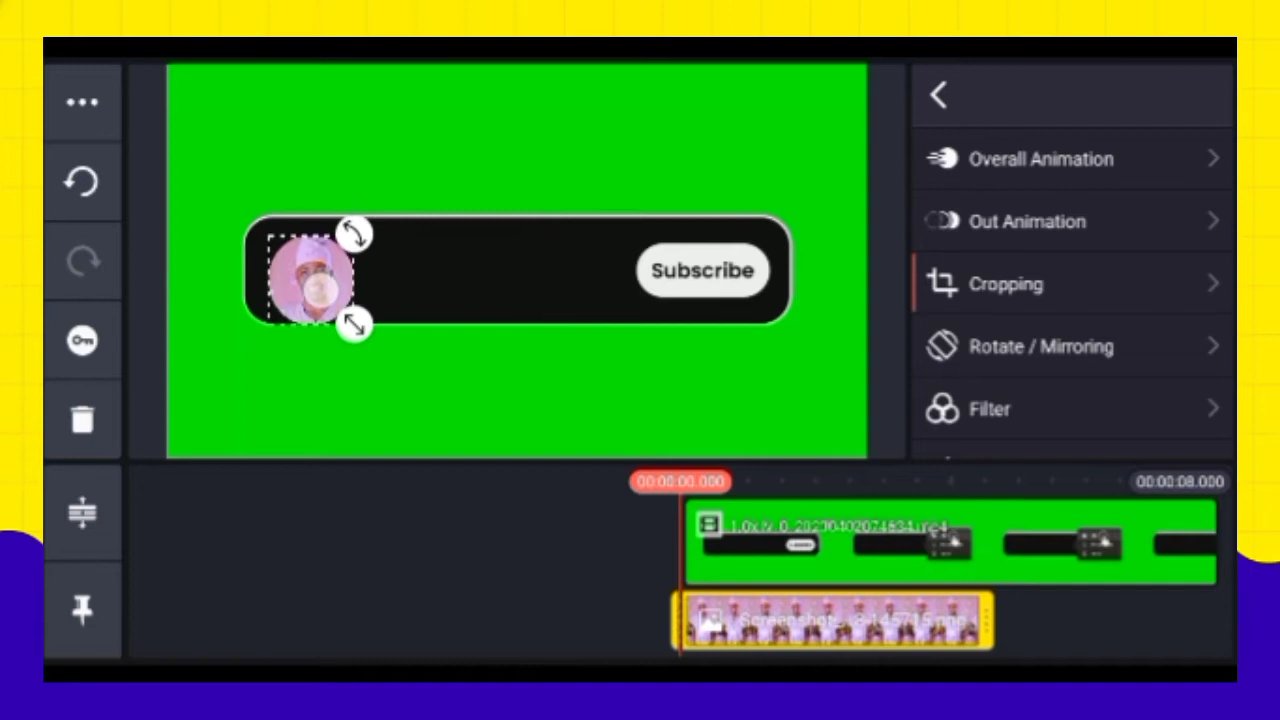 Overall Animation
Out Animation
Subscribe
Cropping
Rotate / Mirroring
Filter
00:00:00.000
00:00:08.000